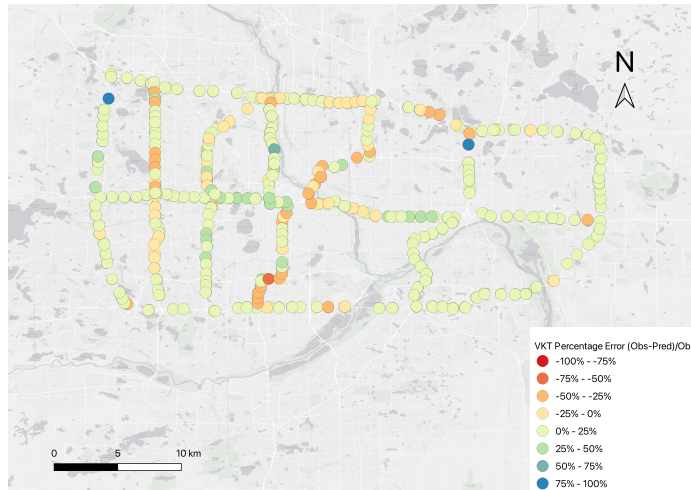 N
VKT Percentage Error (Obs-Pred)/Ob
-100% - -75%
-75% - -50%
-50% - -25%
-25% - 0%
0% - 25%
25% - 50%
50% - 75%
75% - 100%
0 5 10 km